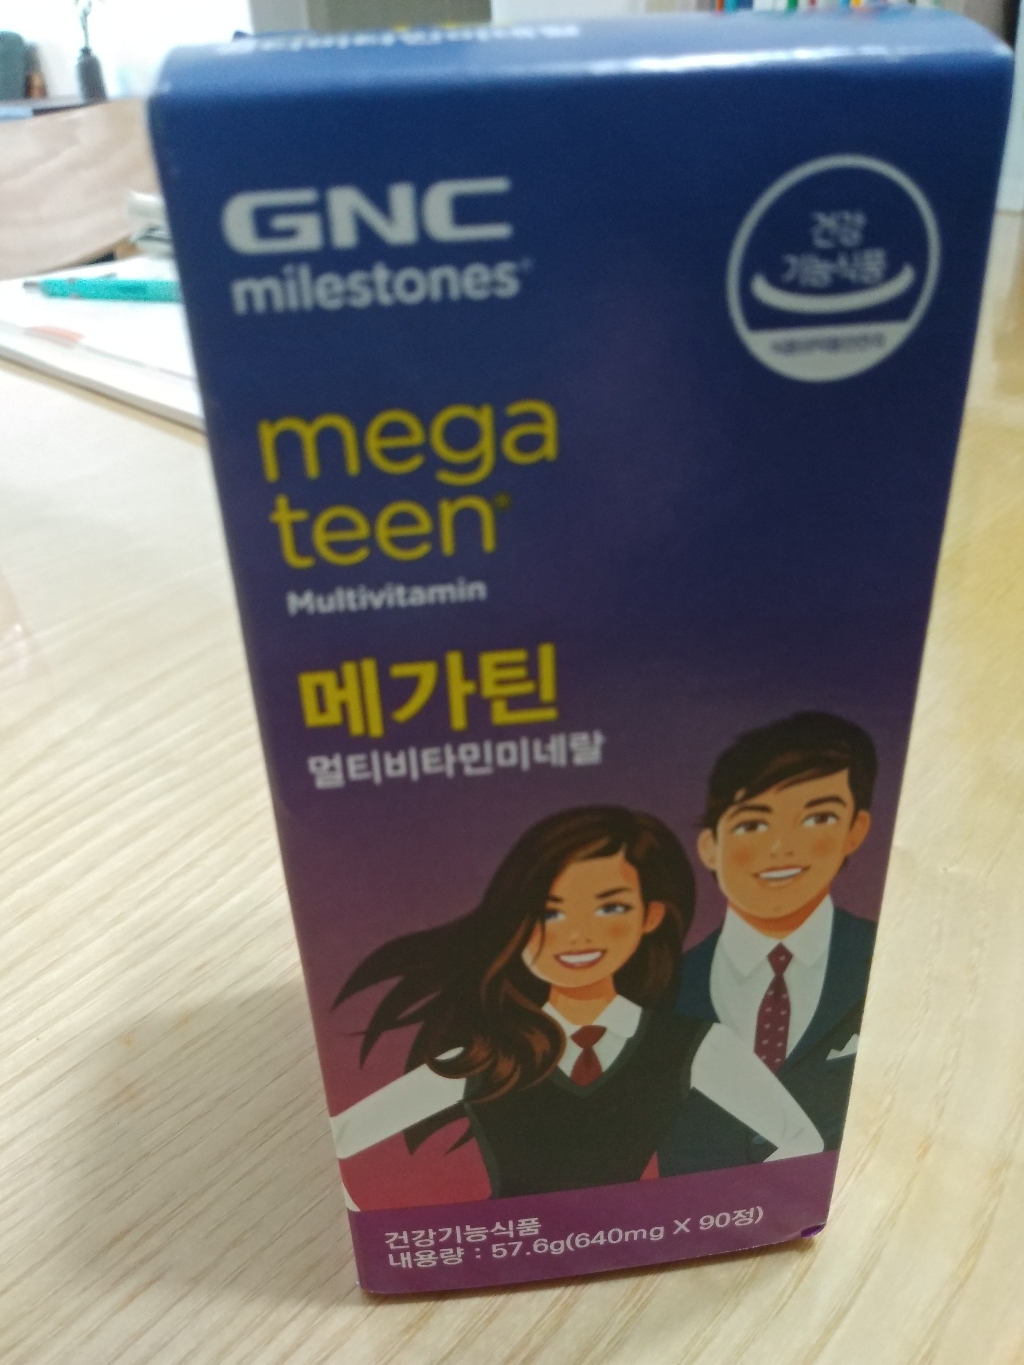 GNC
milestones®
건강
기능식품
mega
teen®
Multivitamin
메가틴
멀티비타민미네랄
건강기능식품
내용량 : 57.6g(640mg X 90정)